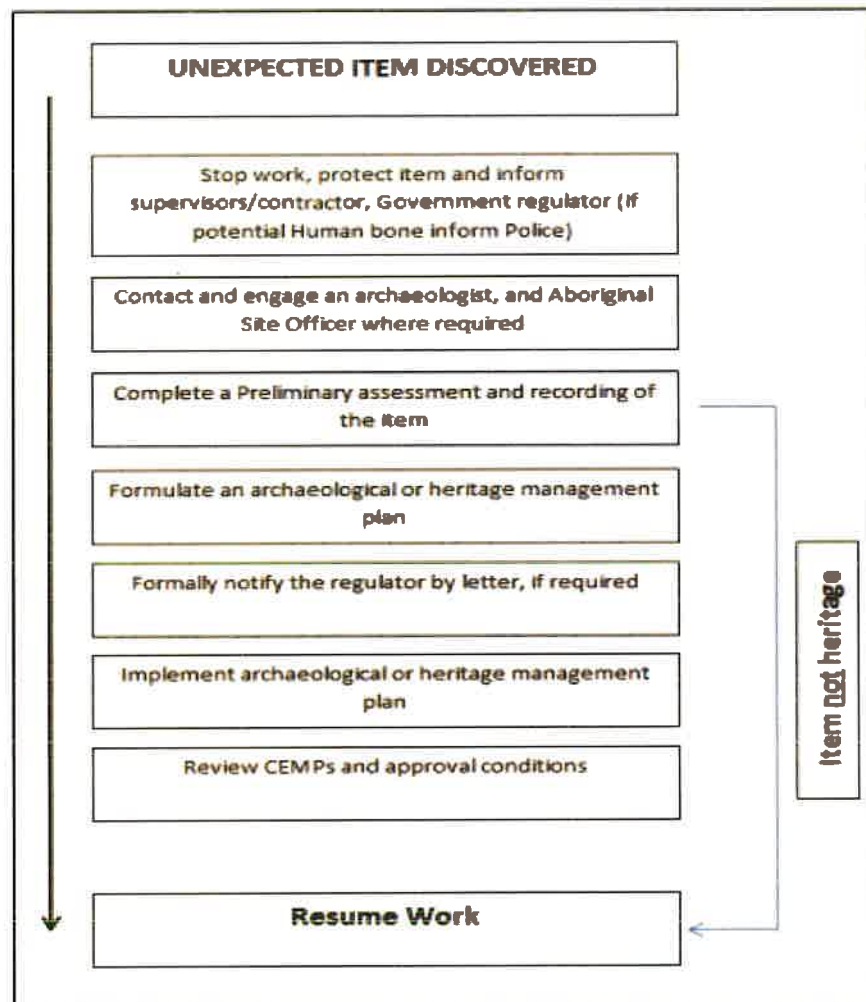 UNEXPECTED ITEM DISCOVERED
Stop work, protect item and inform
supervisors/contractor, Government regulator (If
potential Human bone inform Police)
Contact and engage an archaeologist, and Aboriginal
Site Officer where required
Complete a Preliminary assessment and recording of
the item
Formulate an archaeological or heritage management
plan
Formally notify the regulator by letter, if required
Implement archaeological or heritage management
plan
Review CEMPs and approval conditions
Resume Work
Item not heritage